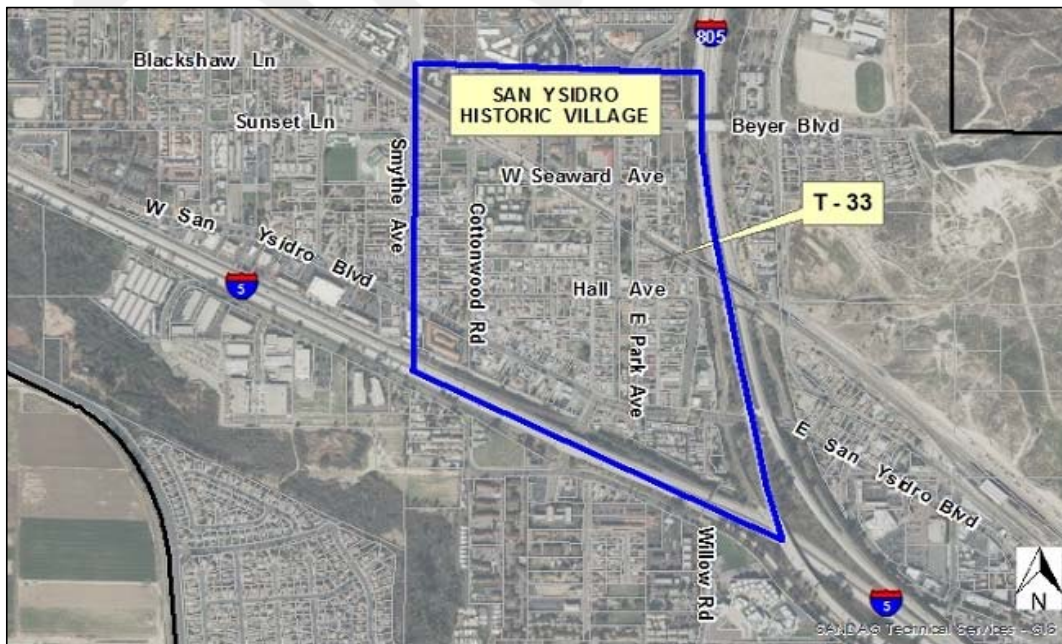 805
Blackshaw Ln
SAN YSIDRO
HISTORIC VILLAGE
Sunset Ln
Beyer Blvd
Smythe Ave
W Seaward Ave
T - 33
W San Ysidro Blvd
Cottonwood Rd
5
Hall Ave
E Park Ave
E San Ysidro Blvd
Willow Rd
N
5
SANDAG Technical Services - GIS